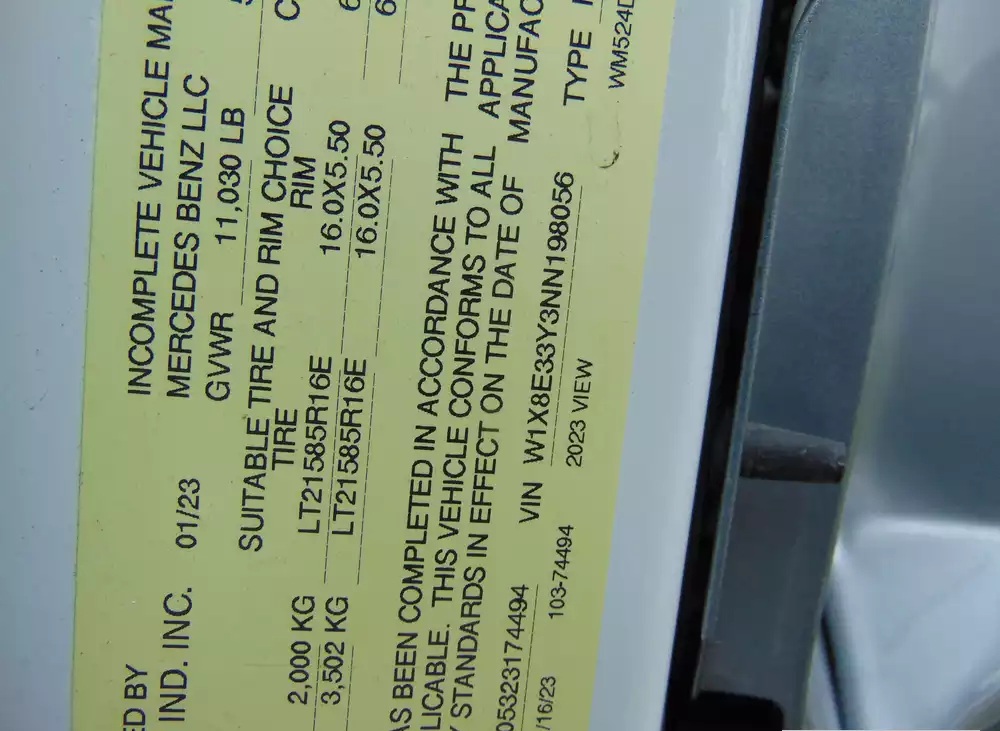 ED BY
INCOMPLETE VEHICLE MA
IND. INC. 01/23 MERCEDES BENZ LLC
GVWR 11,030 LB
SUITABLE TIRE AND RIM CHOICE
TIRE RIM
2,000 KG LT21585R16E 16.0X5.50
3,502 KG LT21585R16E 16.0X5.50
AS BEEN COMPLETED IN ACCORDANCE WITH THE PR
LICABLE. THIS VEHICLE CONFORMS TO ALL APPLICA
Y STANDARDS IN EFFECT ON THE DATE OF MANUFAC
05323174494 VIN W1X8E33Y3NN198056 TYPE
/16/23 103-74494 2023 VIEW WM524D